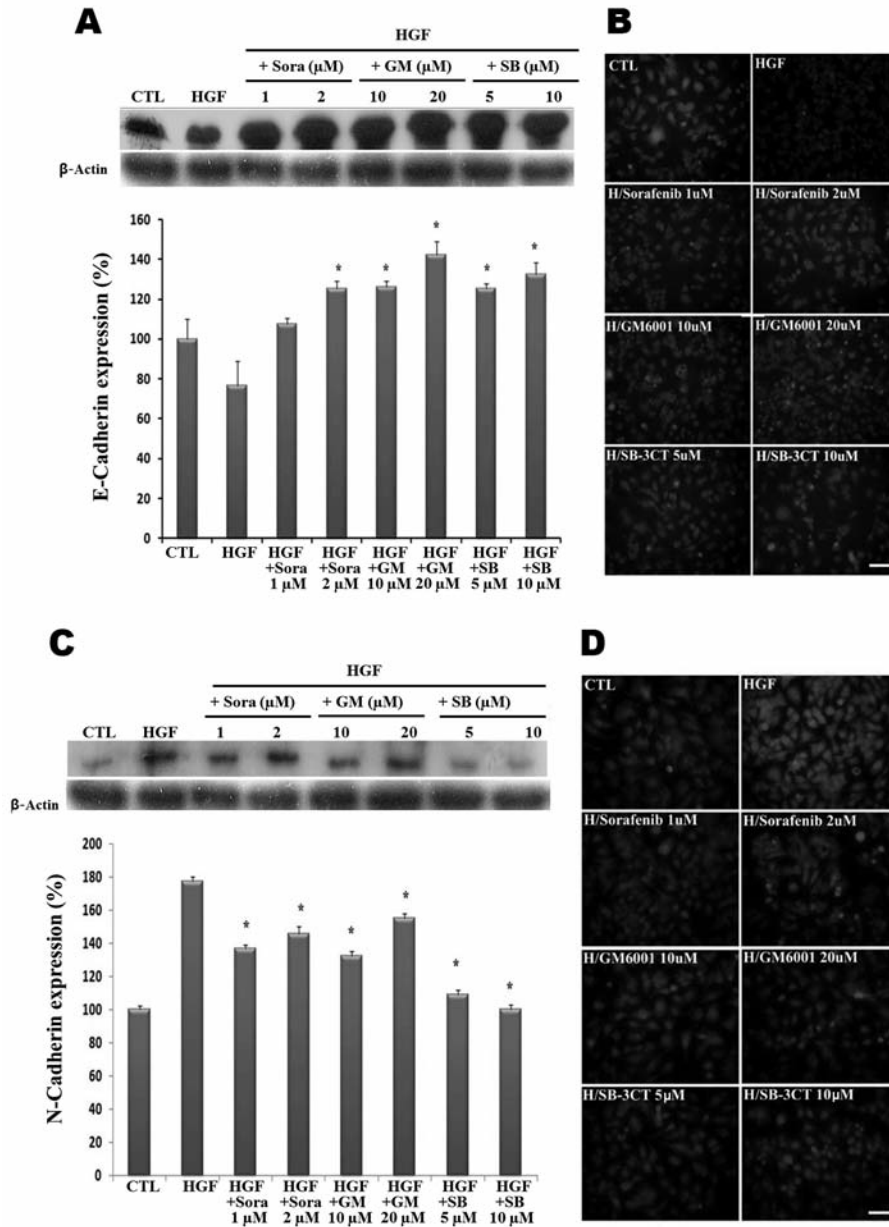 A
HGF
+ Sora (µM) + GM (µM) + SB (µM)
CTL HGF 1 2 10 20 5 10
β-Actin
E-Cadherin expression (%)
160
140
120
100
80
60
40
20
0
* * * * *
CTL HGF HGF HGF HGF HGF HGF HGF
+Sora +Sora +GM +GM +SB +SB
1 µM 2 µM 10 µM 20 µM 5 µM 10 µM
B
CTL HGF
H/Sorafenib 1uM H/Sorafenib 2uM
H/GM6001 10uM H/GM6001 20uM
H/SB-3CT 5uM H/SB-3CT 10uM
C
HGF
+ Sora (µM) + GM (µM) + SB (µM)
CTL HGF 1 2 10 20 5 10
β-Actin
N-Cadherin expression (%)
200
180
160
140
120
100
80
60
40
20
0
* * * * * *
CTL HGF HGF HGF HGF HGF HGF HGF
+Sora +Sora +GM +GM +SB +SB
1 µM 2 µM 10 µM 20 µM 5 µM 10 µM
D
CTL HGF
H/Sorafenib 1uM H/Sorafenib 2uM
H/GM6001 10uM H/GM6001 20uM
H/SB-3CT 5µM H/SB-3CT 10µM